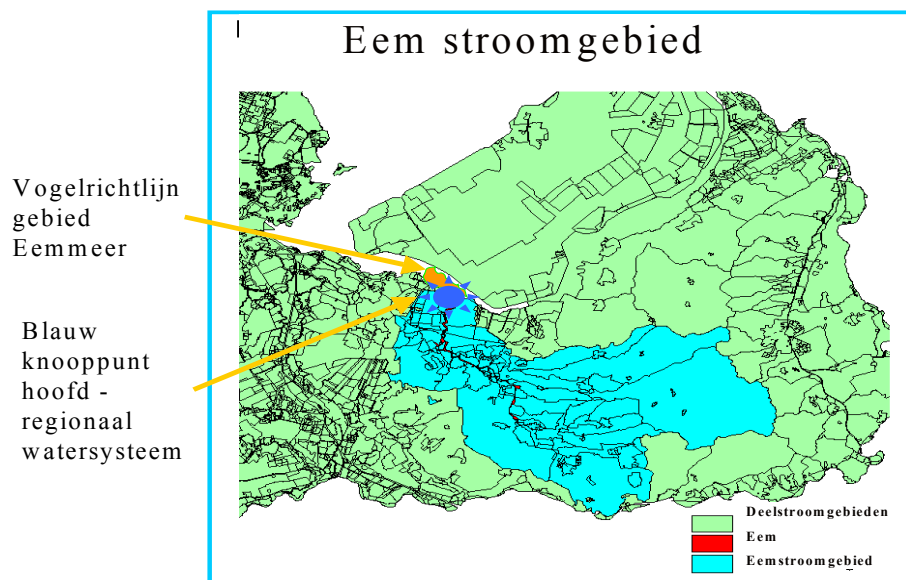 Eem stroomgebied
Vogelrichtlijn
gebied
Eemmeer
Blauw
knooppunt
hoofd -
regionaal
watersysteem
Deelstroomgebieden
Eem
Eemstroomgebied